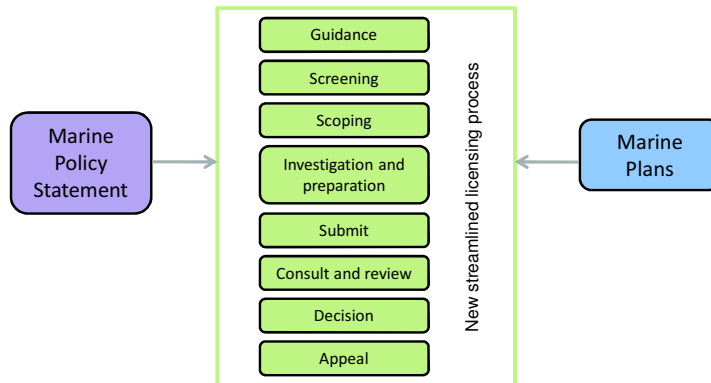 Guidance
Screening
Scoping
Investigation and
preparation
Submit
Consult and review
Decision
Appeal
New streamlined licensing process
Marine
Policy
Statement
Marine
Plans